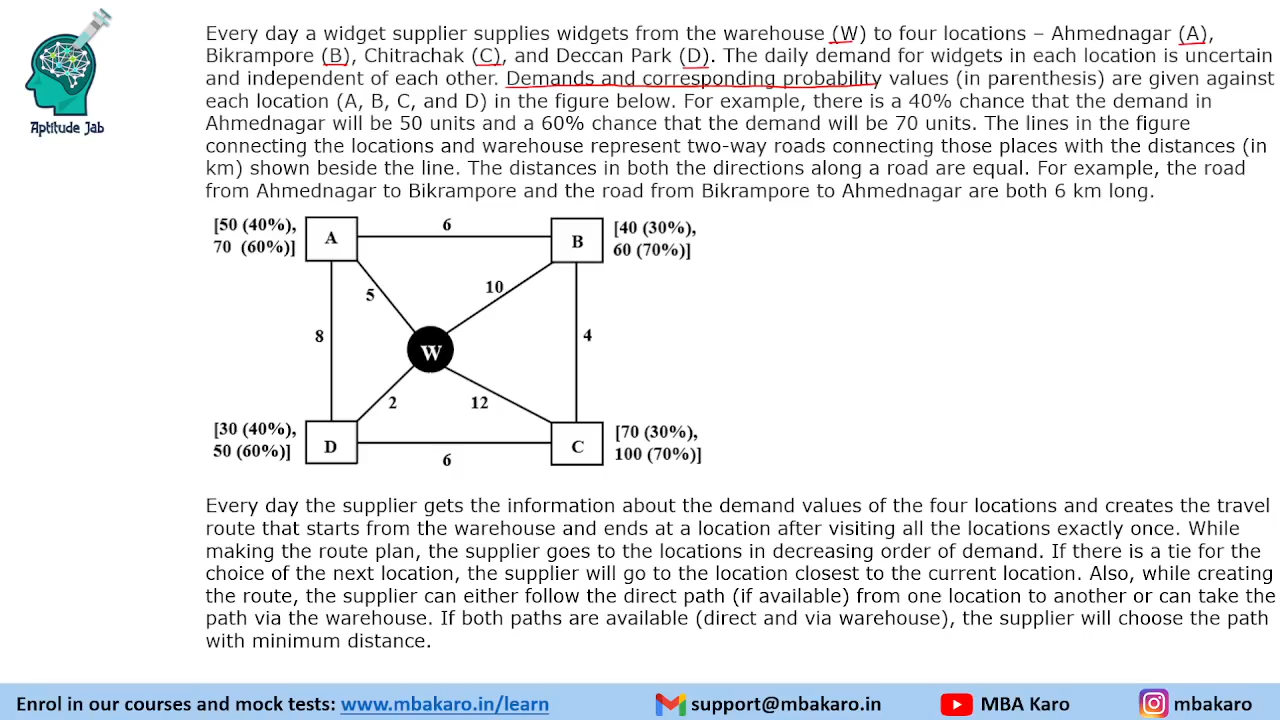 Every day a widget supplier supplies widgets from the warehouse (W) to four locations – Ahmednagar (A),
Bikrampore (B), Chitrachak (C), and Deccan Park (D). The daily demand for widgets in each location is uncertain
and independent of each other. Demands and corresponding probability values (in parenthesis) are given against
each location (A, B, C, and D) in the figure below. For example, there is a 40% chance that the demand in
Ahmednagar will be 50 units and a 60% chance that the demand will be 70 units. The lines in the figure
connecting the locations and warehouse represent two-way roads connecting those places with the distances (in
km) shown beside the line. The distances in both the directions along a road are equal. For example, the road
from Ahmednagar to Bikrampore and the road from Bikrampore to Ahmednagar are both 6 km long.
Aptitude Jab
[50 (40%),
70 (60%)]
A
6
B
[40 (30%),
60 (70%)]
5
10
8
W
4
2
12
[30 (40%),
50 (60%)]
D
6
C
[70 (30%),
100 (70%)]
Every day the supplier gets the information about the demand values of the four locations and creates the travel
route that starts from the warehouse and ends at a location after visiting all the locations exactly once. While
making the route plan, the supplier goes to the locations in decreasing order of demand. If there is a tie for the
choice of the next location, the supplier will go to the location closest to the current location. Also, while creating
the route, the supplier can either follow the direct path (if available) from one location to another or can take the
path via the warehouse. If both paths are available (direct and via warehouse), the supplier will choose the path
with minimum distance.
Enrol in our courses and mock tests: www.mbakaro.in/learn
support@mbakaro.in
MBA Karo
mbakaro